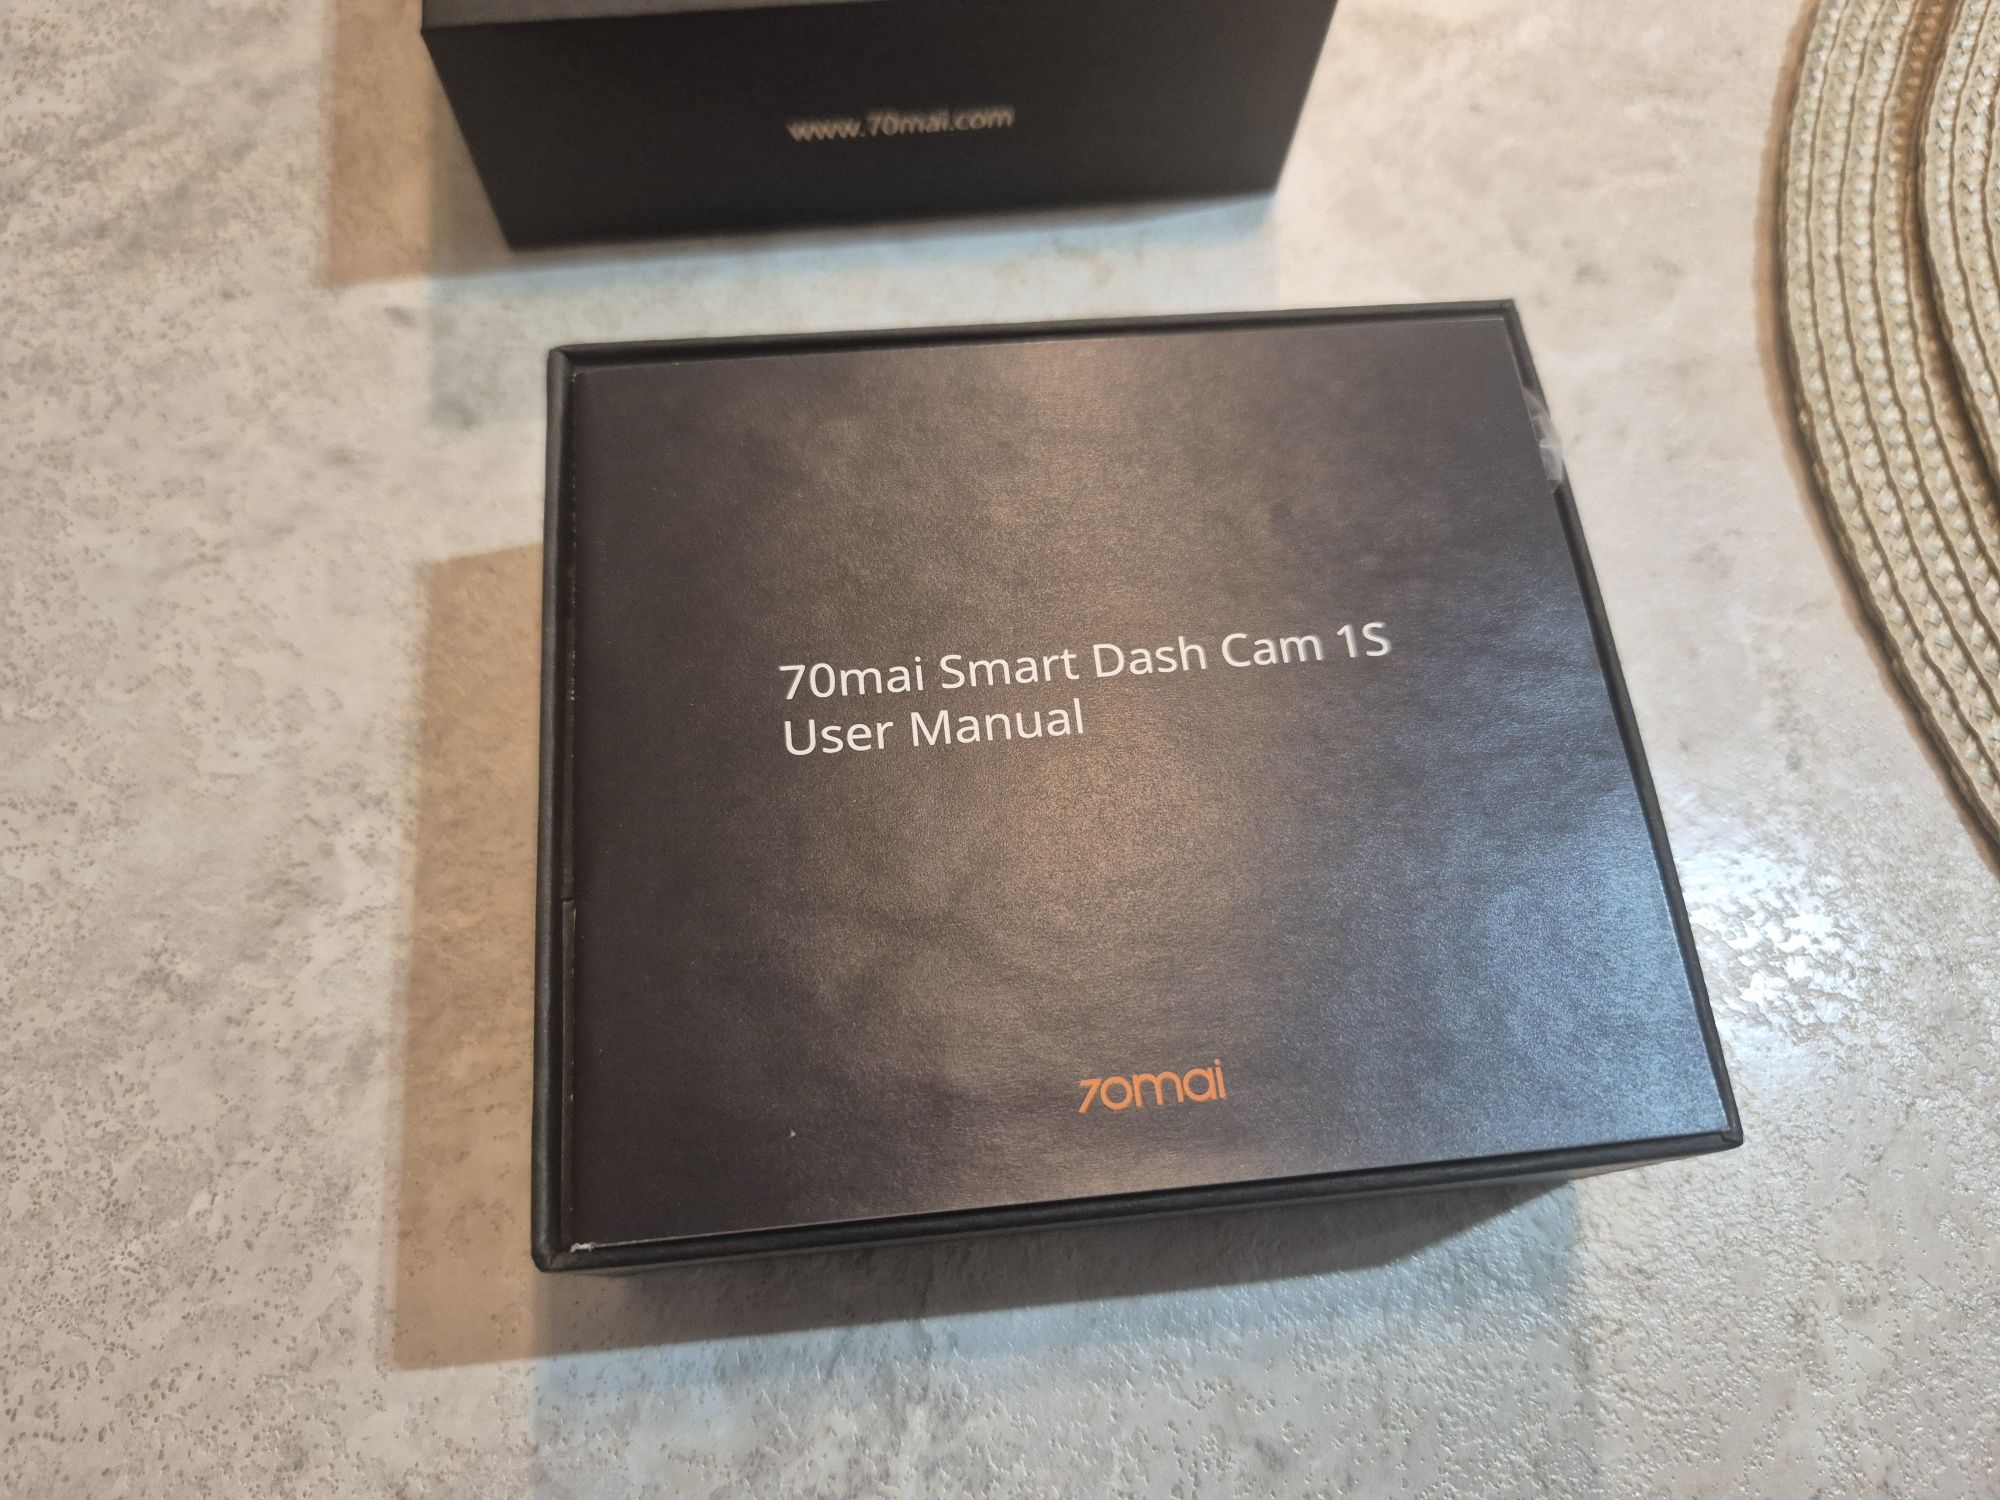 www.70mai.com
70mai Smart Dash Cam 1S
User Manual
70mai